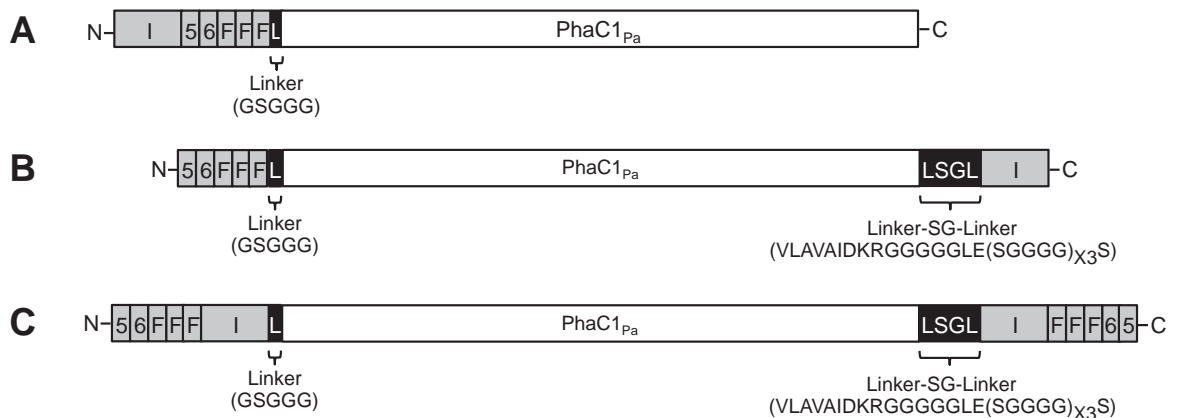 A N- I 5 6 F F F L PhaC1Pa -C
Linker
(GSGGG)
B N- 5 6 F F F L PhaC1Pa LSGL I -C
Linker Linker-SG-Linker
(GSGGG) (VLAVAIDKRGGGGGLE(SGGGG)X3S)
C N- 5 6 F F F I L PhaC1Pa LSGL I F F F 6 5 -C
Linker Linker-SG-Linker
(GSGGG) (VLAVAIDKRGGGGGLE(SGGGG)X3S)